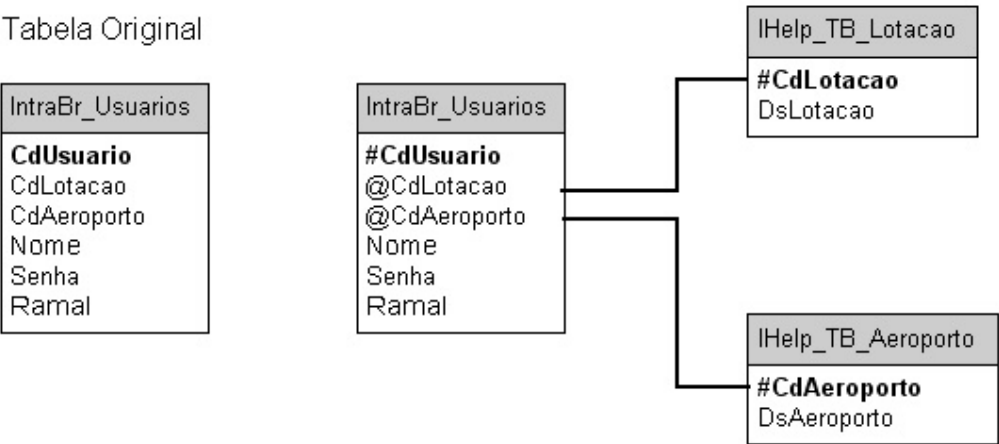 Tabela Original
IntraBr_Usuarios
CdUsuario
CdLotacao
CdAeroporto
Nome
Senha
Ramal
IntraBr_Usuarios
#CdUsuario
@CdLotacao
@CdAeroporto
Nome
Senha
Ramal
IHelp_TB_Lotacao
#CdLotacao
DsLotacao
IHelp_TB_Aeroporto
#CdAeroporto
DsAeroporto